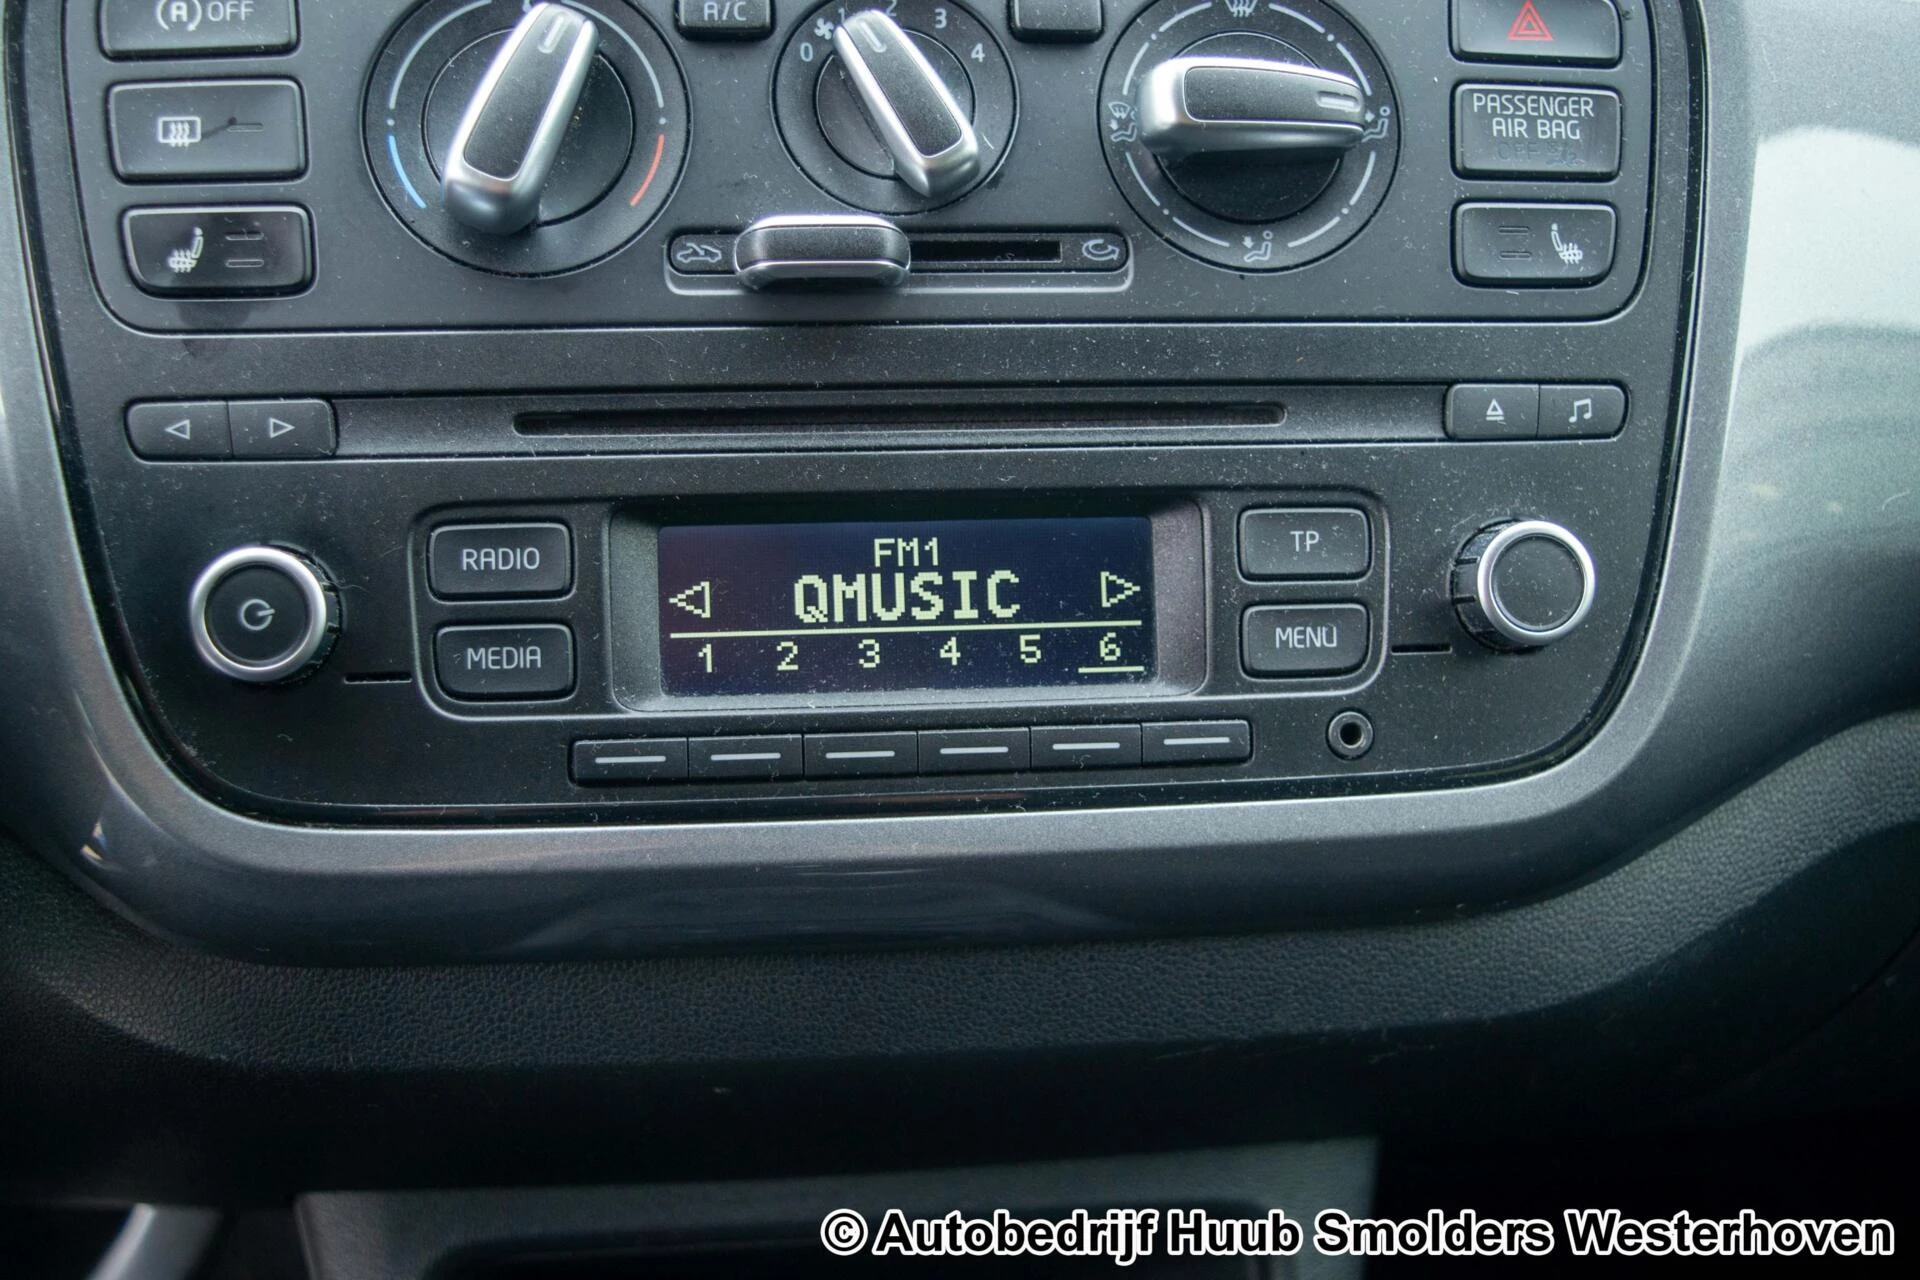 (A) OFF
A/C
0 1 2 3 4
PASSENGER
AIR BAG
OFF
RADIO
MEDIA
FM1
QMUSIC
1 2 3 4 5 6
TP
MENU
© Autobedrijf Huub Smolders Westerhoven